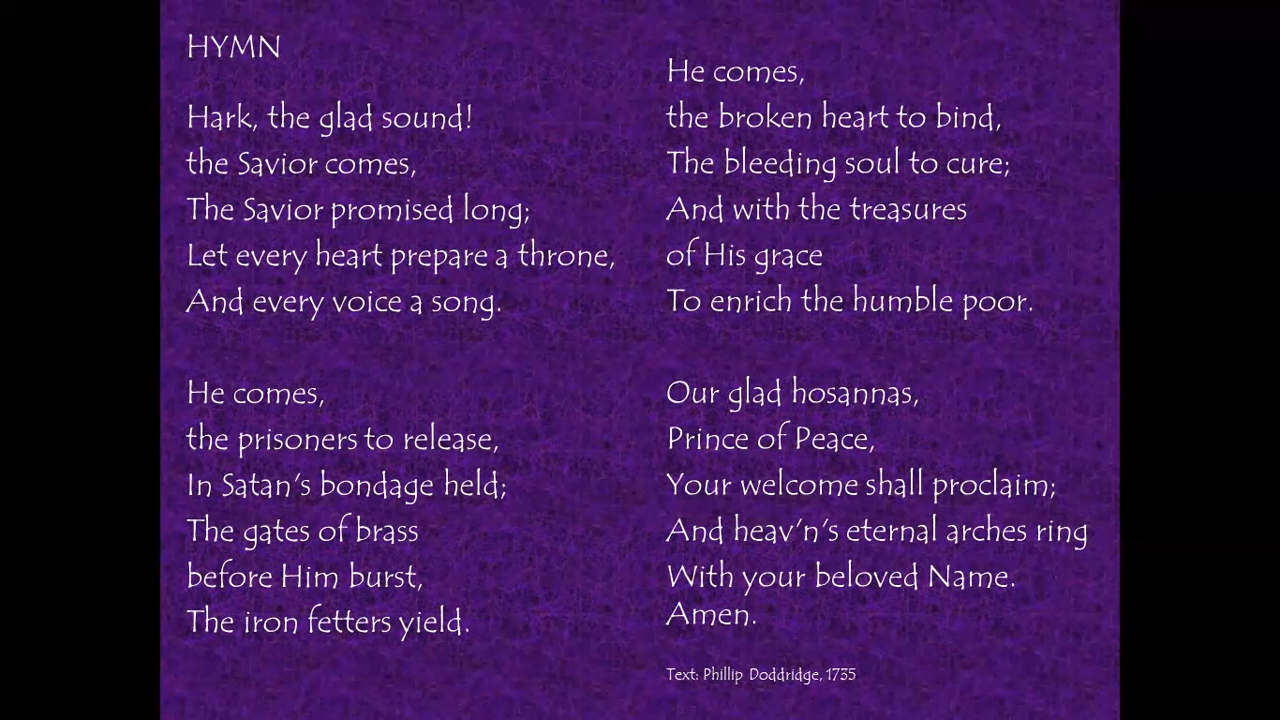 HYMN
Hark, the glad sound!
the Savior comes,
The Savior promised long;
Let every heart prepare a throne,
And every voice a song.
He comes,
the prisoners to release,
In Satan's bondage held;
The gates of brass
before Him burst,
The iron fetters yield.
He comes,
the broken heart to bind,
The bleeding soul to cure;
And with the treasures
of His grace
To enrich the humble poor.
Our glad hosannas,
Prince of Peace,
Your welcome shall proclaim;
And heav'n's eternal arches ring
With your beloved Name.
Amen.
Text: Phillip Doddridge, 1735